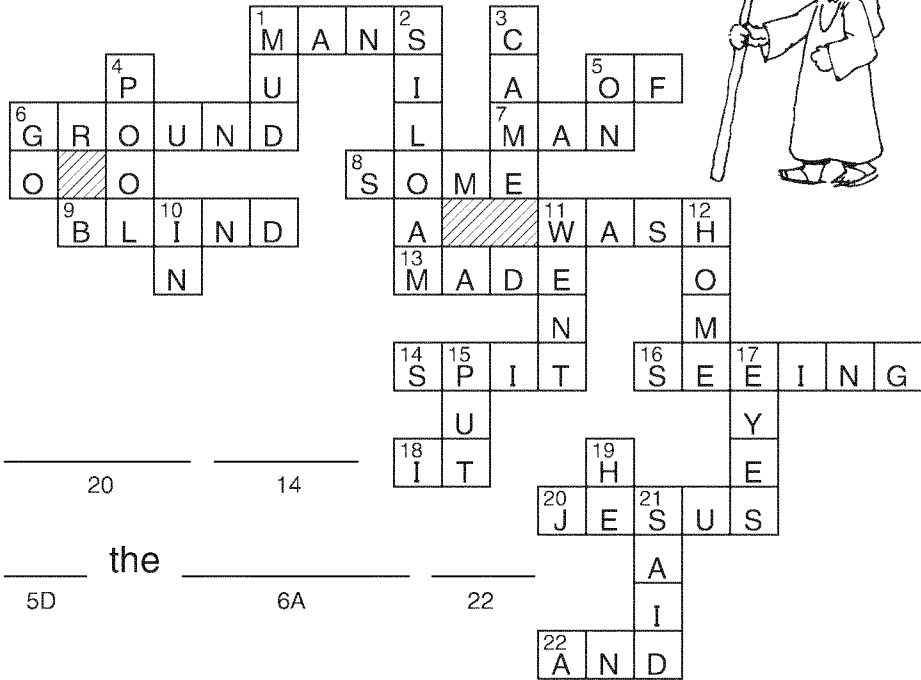 1 M A N 2 S 3 C
4 P U I A 5 O F
6 G R O U N D L 7 M A N
O O 8 S O M E
9 B L 10 I N D A 11 W A S 12 H
N 13 M A D E O
N M
14 S 15 P I T 16 S E 17 E I N G
U Y
18 I T 19 H E
20 J E 21 S U S
A
I
22 A N D
20 14
the
5D 6A 22